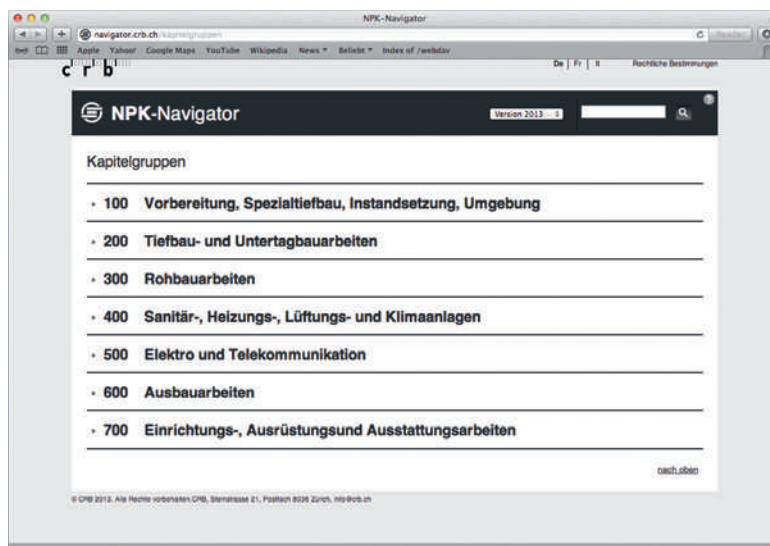 NPK-Navigator
navigator.crb.ch/kapitelgruppen
Reader
Apple Yahoo! Google Maps YouTube Wikipedia News Beliebt Index of /webdav
crb
De | Fr | It Rechtliche Bestimmungen
NPK-Navigator
Version 2013
?
Kapitelgruppen
100 Vorbereitung, Spezialtiefbau, Instandsetzung, Umgebung
200 Tiefbau- und Untertagbauarbeiten
300 Rohbauarbeiten
400 Sanitär-, Heizungs-, Lüftungs- und Klimaanlagen
500 Elektro und Telekommunikation
600 Ausbauarbeiten
700 Einrichtungs-, Ausrüstungsund Ausstattungsarbeiten
nach oben
© CRB 2013. Alle Rechte vorbehalten.CRB, Steinstrasse 21, Postfach 8036 Zürich, info@crb.ch